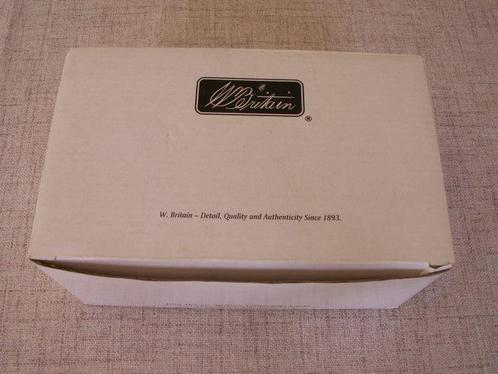 W Britain
®
W. Britain – Detail, Quality and Authenticity Since 1893.